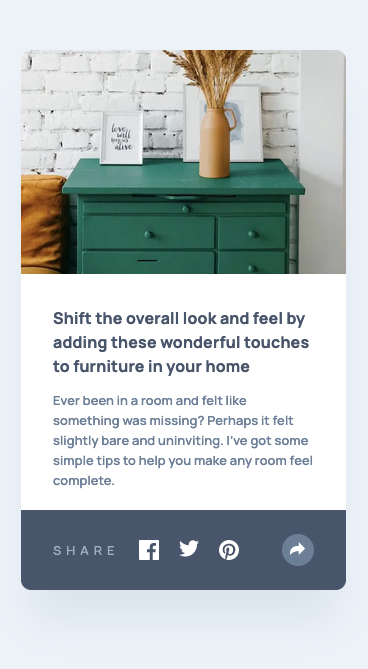 love
will
keep us
alive
Shift the overall look and feel by
adding these wonderful touches
to furniture in your home
Ever been in a room and felt like
something was missing? Perhaps it felt
slightly bare and uninviting. I've got some
simple tips to help you make any room feel
complete.
SHARE